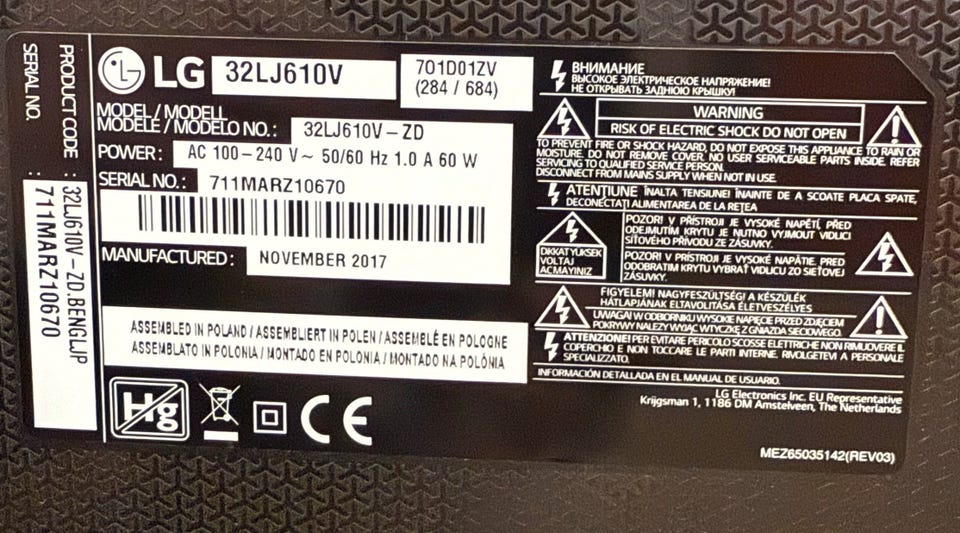 SERIAL NO. : 711MARZ10670
PRODUCT CODE : 32LJ610V-ZD.BENGLJP
LG 32LJ610V
701D01ZV
(284 / 684)
MODEL / MODELL
MODÈLE / MODELO NO. : 32LJ610V-ZD
POWER : AC 100-240 V~ 50/60 Hz 1.0 A 60 W
SERIAL NO. : 711MARZ10670
MANUFACTURED : NOVEMBER 2017
ASSEMBLED IN POLAND / ASSEMBLIERT IN POLEN / ASSEMBLÉ EN POLOGNE
ASSEMBLATO IN POLONIA / MONTADO EN POLONIA / MONTADO NA POLÓNIA
Hg
CE
ВНИМАНИЕ
ВЫСОКОЕ ЭЛЕКТРИЧЕСКОЕ НАПРЯЖЕНИЕ!
НЕ ОТКРЫВАТЬ ЗАДНЮЮ КРЫШКУ!
WARNING
RISK OF ELECTRIC SHOCK DO NOT OPEN
TO PREVENT FIRE OR SHOCK HAZARD, DO NOT EXPOSE THIS APPLIANCE TO RAIN OR
MOISTURE. DO NOT REMOVE COVER. NO USER SERVICEABLE PARTS INSIDE. REFER
SERVICING TO QUALIFIED SERVICE PERSON.
DISCONNECT FROM MAINS SUPPLY WHEN NOT IN USE.
ATENȚIUNE ÎNALTA TENSIUNE! ÎNAINTE DE A SCOATE PLACA SPATE,
DECONECTAȚI ALIMENTAREA DE LA REȚEA
DİKKAT YÜKSEK
VOLTAJ
AÇMAYINIZ
POZOR! V PŘÍSTROJI JE VYSOKÉ NAPĚTÍ, PŘED
ODEJMUTÍM KRYTU JE NUTNO VYJMOUT VIDLICI
SÍŤOVÉHO PŘÍVODU ZE ZÁSUVKY.
POZOR! V PRÍSTROJI JE VYSOKÉ NAPÄTIE. PRED
ODOBRATIM KRYTU VYBRAŤ VIDLICU ZO SIEŤOVEJ
ZÁSUVKY.
FIGYELEM! NAGYFESZÜLTSÉG! A KÉSZÜLÉK
HÁTLAPJÁNAK ELTÁVOLÍTÁSA ÉLETVESZÉLYES
UWAGA! W ODBIORNIKU WYSOKIE NAPIĘCIE PRZED ZDJĘCIEM
POKRYWY NALEŻY WYJĄĆ WTYCZKĘ Z GNIAZDA SIECIOWEGO.
ATTENZIONE! PER EVITARE PERICOLO SCOSSE ELETTRICHE NON RIMUOVERE IL
COPERCHIO E NON TOCCARE LE PARTI INTERNE. RIVOLGETEVI A PERSONALE
SPECIALIZZATO.
INFORMACIÓN DETALLADA EN EL MANUAL DE USUARIO.
LG Electronics Inc. EU Representative
Krijgsman 1, 1186 DM Amstelveen, The Netherlands
MEZ65035142(REV03)